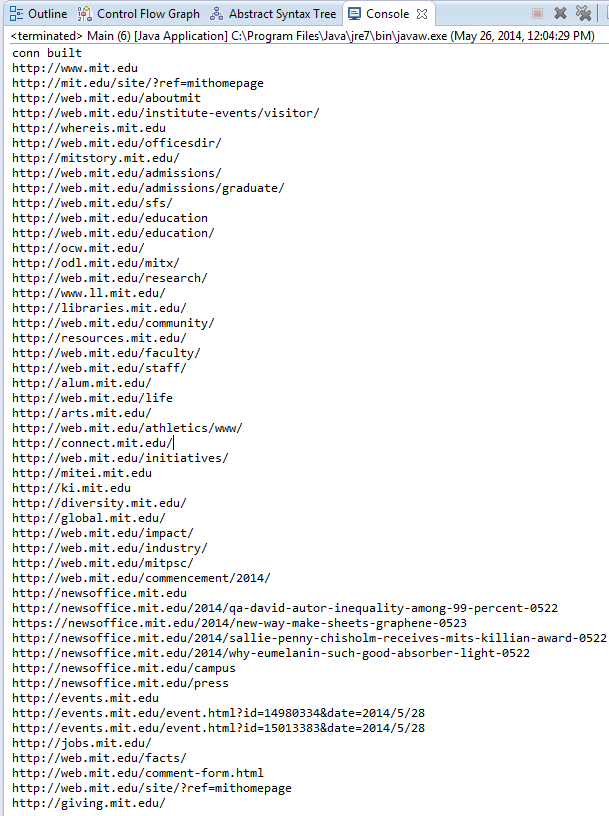 Outline Control Flow Graph Abstract Syntax Tree Console
<terminated> Main (6) [Java Application] C:\Program Files\Java\jre7\bin\javaw.exe (May 26, 2014, 12:04:29 PM)
conn built
http://www.mit.edu
http://mit.edu/site/?ref=mithomepage
http://web.mit.edu/aboutmit
http://web.mit.edu/institute-events/visitor/
http://whereis.mit.edu
http://web.mit.edu/officesdir/
http://mitstory.mit.edu/
http://web.mit.edu/admissions/
http://web.mit.edu/admissions/graduate/
http://web.mit.edu/sfs/
http://web.mit.edu/education
http://web.mit.edu/education/
http://ocw.mit.edu/
http://odl.mit.edu/mitx/
http://web.mit.edu/research/
http://www.ll.mit.edu/
http://libraries.mit.edu/
http://web.mit.edu/community/
http://resources.mit.edu/
http://web.mit.edu/faculty/
http://web.mit.edu/staff/
http://alum.mit.edu/
http://web.mit.edu/life
http://arts.mit.edu/
http://web.mit.edu/athletics/www/
http://connect.mit.edu/
http://web.mit.edu/initiatives/
http://mitei.mit.edu
http://ki.mit.edu
http://diversity.mit.edu/
http://global.mit.edu/
http://web.mit.edu/impact/
http://web.mit.edu/industry/
http://web.mit.edu/mitpsc/
http://web.mit.edu/commencement/2014/
http://newsoffice.mit.edu
http://newsoffice.mit.edu/2014/qa-david-autor-inequality-among-99-percent-0522
https://newsoffice.mit.edu/2014/new-way-make-sheets-graphene-0523
http://newsoffice.mit.edu/2014/sallie-penny-chisholm-receives-mits-killian-award-0522
http://newsoffice.mit.edu/2014/why-eumelanin-such-good-absorber-light-0522
http://newsoffice.mit.edu/campus
http://newsoffice.mit.edu/press
http://events.mit.edu
http://events.mit.edu/event.html?id=14980334&date=2014/5/28
http://events.mit.edu/event.html?id=15013383&date=2014/5/28
http://jobs.mit.edu/
http://web.mit.edu/facts/
http://web.mit.edu/comment-form.html
http://web.mit.edu/site/?ref=mithomepage
http://giving.mit.edu/